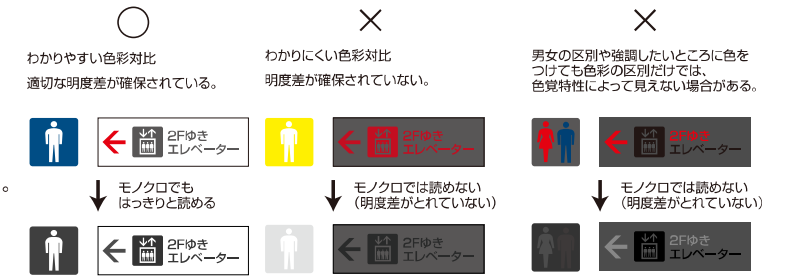 ○
わかりやすい色彩対比
適切な明度差が確保されている。
2Fゆき
エレベーター
モノクロでも
はっきりと読める
2Fゆき
エレベーター
×
わかりにくい色彩対比
明度差が確保されていない。
2Fゆき
エレベーター
モノクロでは読めない
（明度差がとれていない）
2Fゆき
エレベーター
×
男女の区別や強調したいところに色を
つけても色彩の区別だけでは、
色覚特性によって見えない場合がある。
2Fゆき
エレベーター
モノクロでは読めない
（明度差がとれていない）
2Fゆき
エレベーター
。